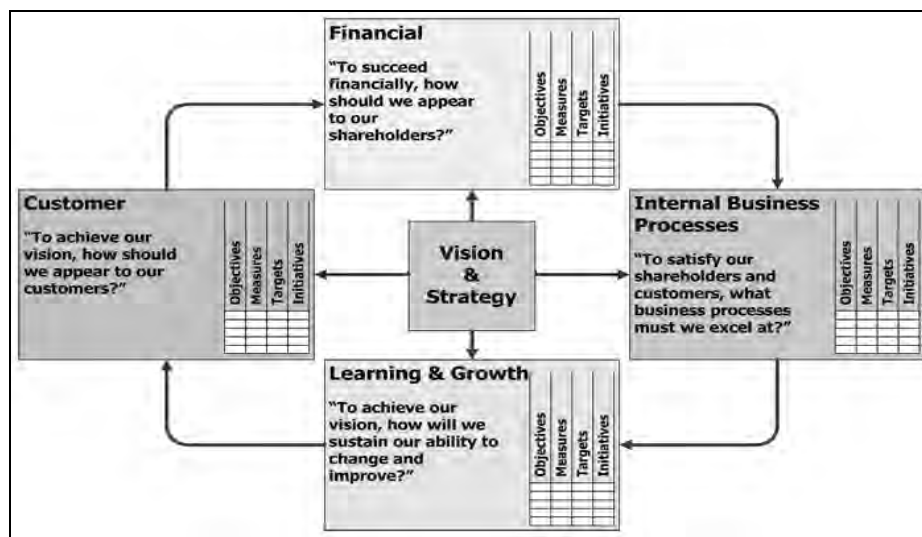 Financial
“To succeed
financially, how
should we appear
to our
shareholders?”
Objectives
Measures
Targets
Initiatives
Customer
“To achieve our
vision, how should
we appear to our
customers?”
Objectives
Measures
Targets
Initiatives
Vision
&
Strategy
Internal Business
Processes
“To satisfy our
shareholders and
customers, what
business processes
must we excel at?”
Objectives
Measures
Targets
Initiatives
Learning & Growth
“To achieve our
vision, how will we
sustain our ability to
change and
improve?”
Objectives
Measures
Targets
Initiatives